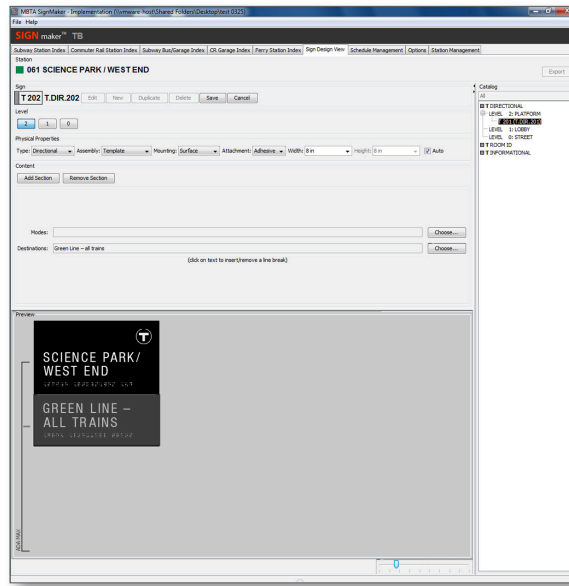 MBTA SignMaker - Implementation (\\vmware-host\Shared Folders\Desktop\test 0325)
File Help
SIGN maker™ TB
Subway Station Index Commuter Rail Station Index Subway Bus/Garage Index CR Garage Index Ferry Station Index Sign Design View Schedule Management Options Station Management
Station
061 SCIENCE PARK / WEST END
Export
Sign
T 202 T.DIR.202 Edit New Duplicate Delete Save Cancel
Level
2 1 0
Physical Properties
Type: Directional Assembly: Template Mounting: Surface Attachment: Adhesive Width: 8 in Height: 8 in Auto
Content
Add Section Remove Section
Modes: Choose...
Destinations: Green Line – all trains Choose...
(click on text to insert/remove a line break)
Catalog
All
T DIRECTIONAL
LEVEL 2: PLATFORM
LEVEL 1: LOBBY
LEVEL 0: STREET
T ROOM ID
T INFORMATIONAL
Preview
T
SCIENCE PARK/
WEST END
GREEN LINE –
ALL TRAINS
ADA MAX